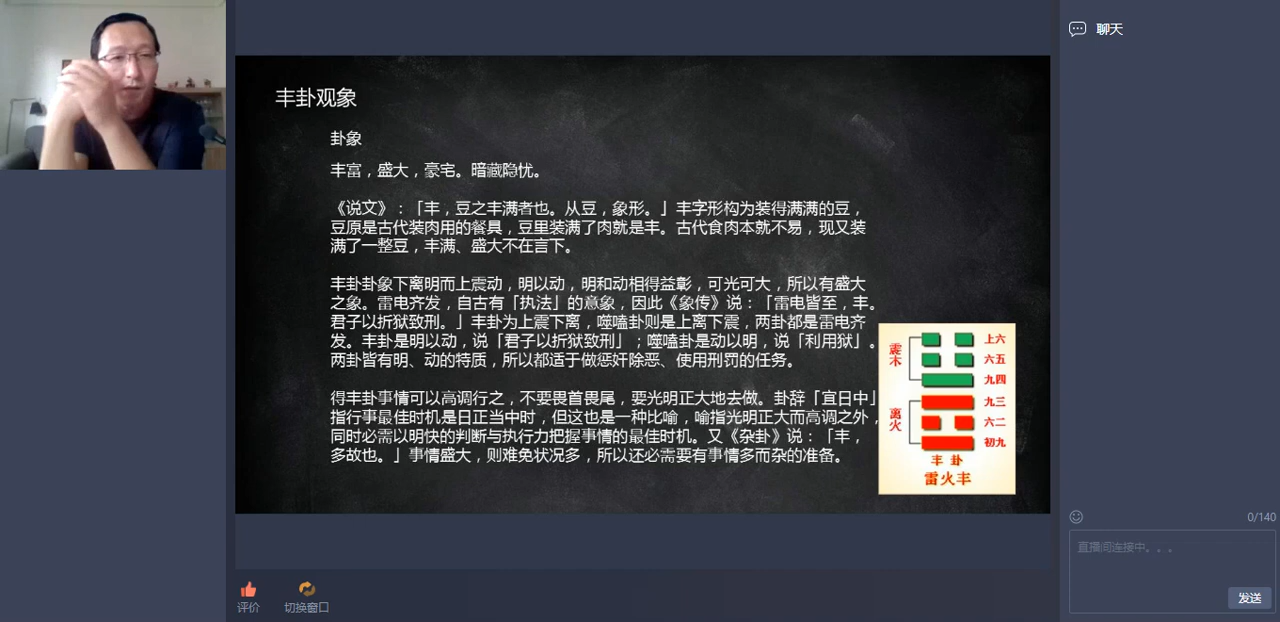 聊天
丰卦观象
卦象
丰富，盛大，豪宅。暗藏隐忧。
《说文》：「丰，豆之丰满者也。从豆，象形。」丰字形构为装得满满的豆，
豆原是古代装肉用的餐具，豆里装满了肉就是丰。古代食肉本就不易，现又装
满了一整豆，丰满、盛大不在言下。
丰卦卦象下离明而上震动，明以动，明和动相得益彰，可光可大，所以有盛大
之象。雷电齐发，自古有「执法」的意象，因此《象传》说：「雷电皆至，丰。
君子以折狱致刑。」丰卦为上震下离，噬嗑卦则是上离下震，两卦都是雷电齐
发。丰卦是明以动，说「君子以折狱致刑」；噬嗑卦是动以明，说「利用狱」。
两卦皆有明、动的特质，所以都适于做惩奸除恶、使用刑罚的任务。
得丰卦事情可以高调行之，不要畏首畏尾，要光明正大地去做。卦辞「宜日中」
指行事最佳时机是日正当中时，但这也是一种比喻，喻指光明正大而高调之外，
同时必需以明快的判断与执行力把握事情的最佳时机。又《杂卦》说：「丰，
多故也。」事情盛大，则难免状况多，所以还必需要有事情多而杂的准备。
震木
上六
六五
九四
离火
九三
六二
初九
丰 卦
雷火丰
0/140
直播间连接中。。。
发送
评价
切换窗口